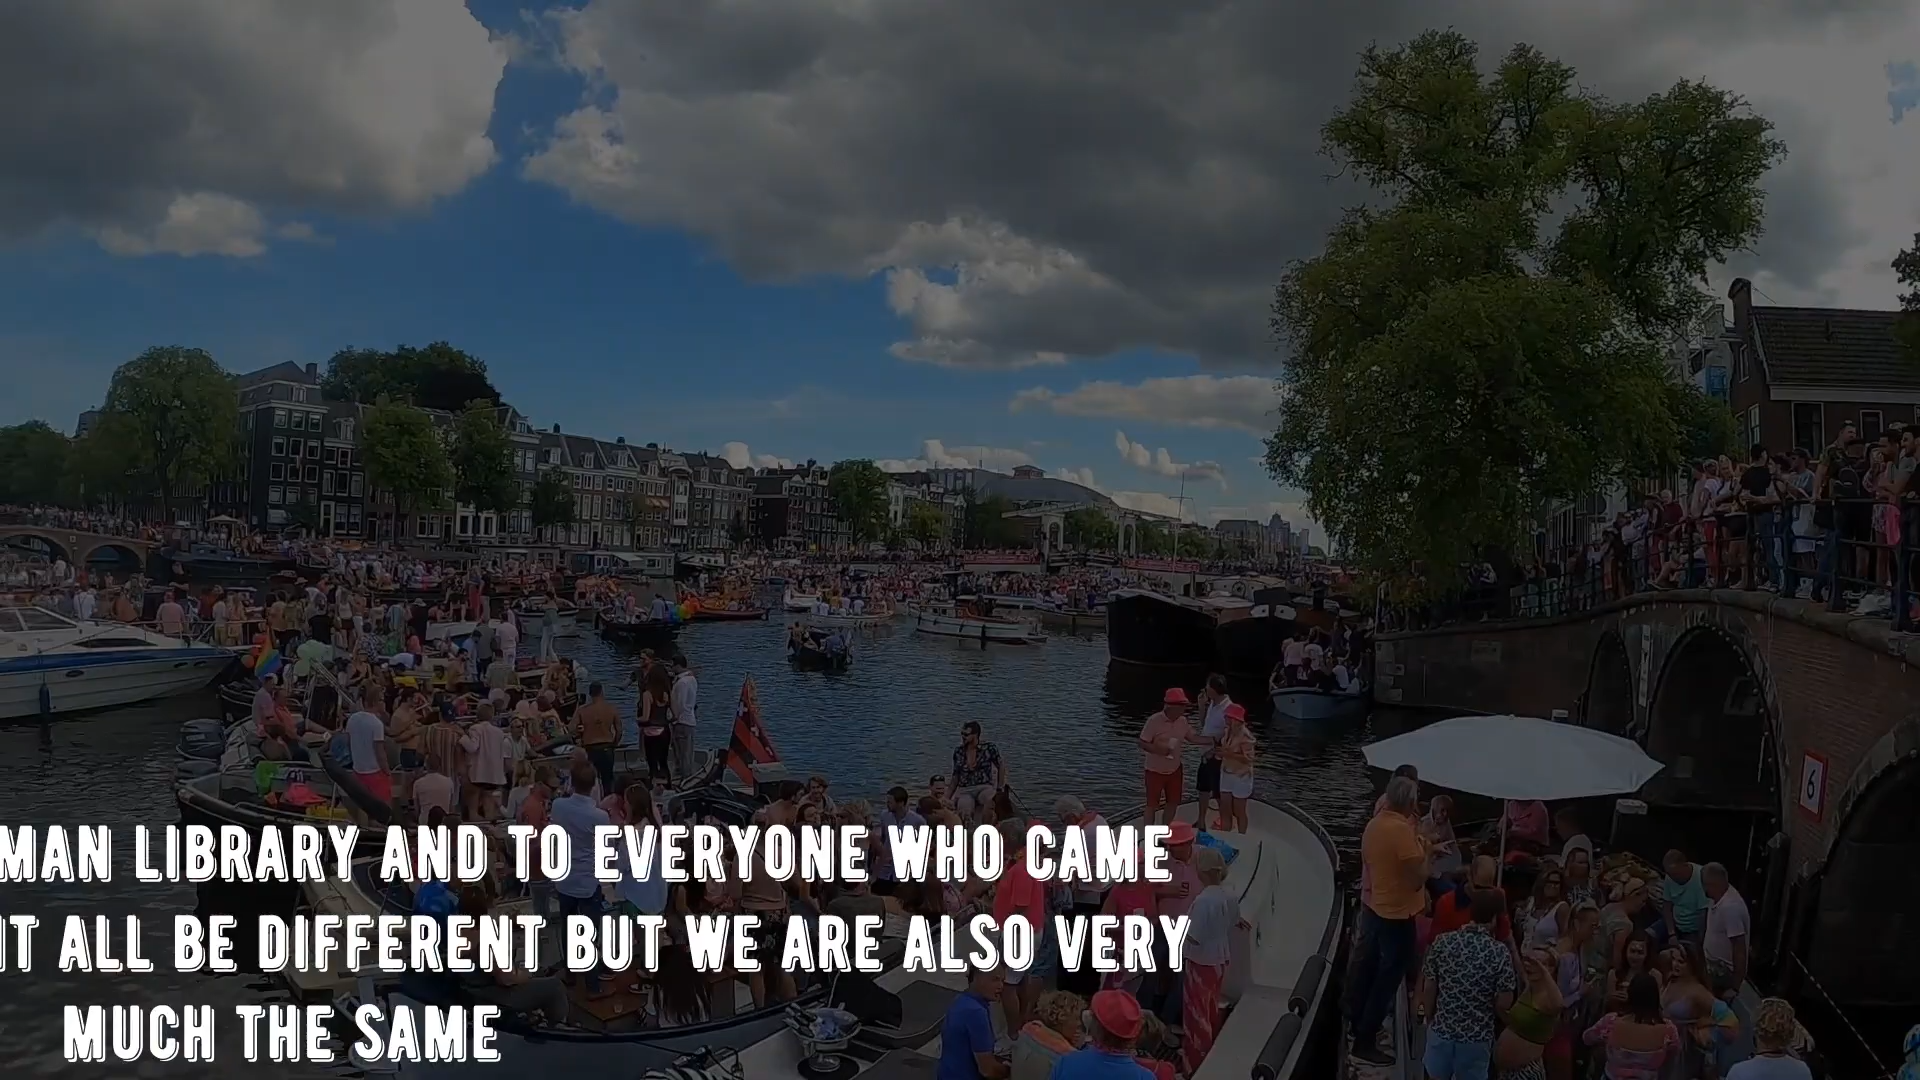 MAN LIBRARY AND TO EVERYONE WHO CAME
IT ALL BE DIFFERENT BUT WE ARE ALSO VERY
MUCH THE SAME
6